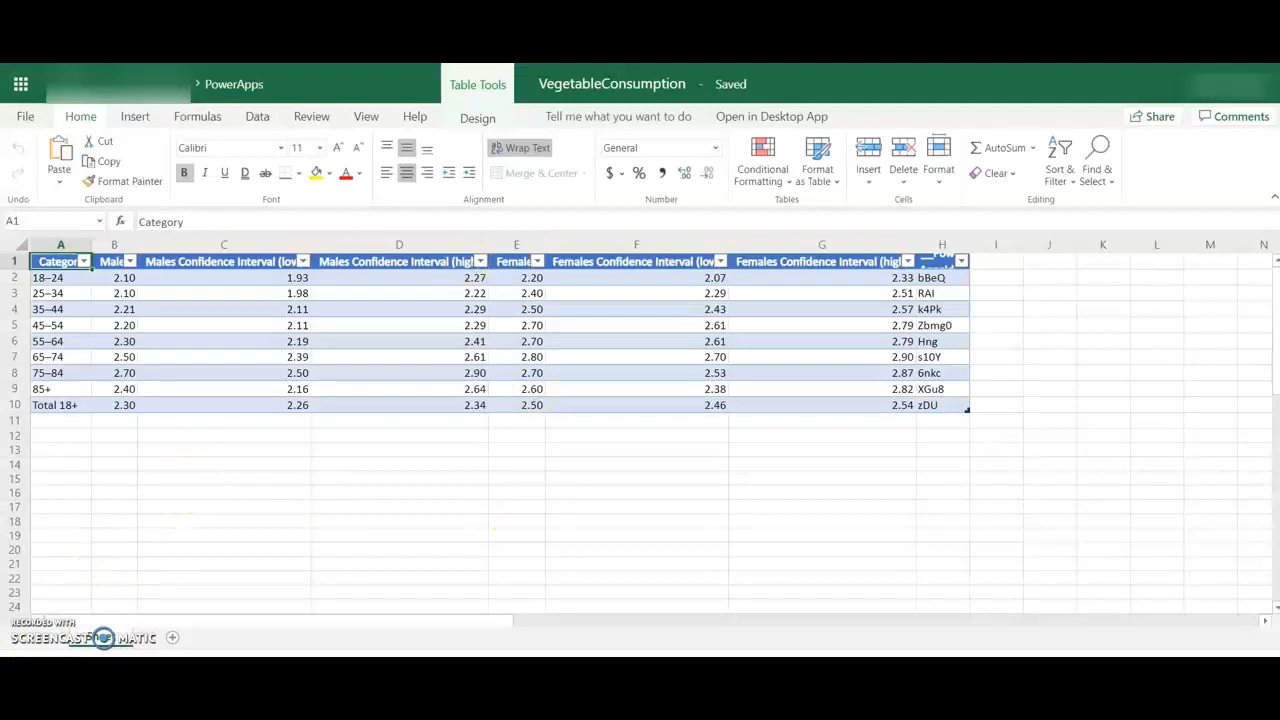 PowerApps
Table Tools
VegetableConsumption - Saved
File Home Insert Formulas Data Review View Help Design Tell me what you want to do Open in Desktop App Share Comments
Cut
Copy
Format Painter
Paste
Calibri 11
B I U D ab A
Wrap Text
Merge & Center
General
$ % ,
Conditional Formatting
Format as Table
Insert Delete Format
AutoSum
Clear
Sort & Filter
Find & Select
Undo Clipboard Font Alignment Number Tables Cells Editing
A1 fx Category
A B C D E F G H I J K L M N
1 Categor Male Males Confidence Interval (low Males Confidence Interval (high Female Females Confidence Interval (low Females Confidence Interval (high
2 18–24 2.10 1.93 2.27 2.20 2.07 2.33 bBeQ
3 25–34 2.10 1.98 2.22 2.40 2.29 2.51 RAI
4 35–44 2.21 2.11 2.29 2.50 2.43 2.57 k4Pk
5 45–54 2.20 2.11 2.29 2.70 2.61 2.79 Zbmg0
6 55–64 2.30 2.19 2.41 2.70 2.61 2.79 Hng
7 65–74 2.50 2.39 2.61 2.80 2.70 2.90 s10Y
8 75–84 2.70 2.50 2.90 2.70 2.53 2.87 6nkc
9 85+ 2.40 2.16 2.64 2.60 2.38 2.82 XGu8
10 Total 18+ 2.30 2.26 2.34 2.50 2.46 2.54 zDU
11
12
13
14
15
16
17
18
19
20
21
22
23
24
RECORDED WITH
SCREENCAST MATIC